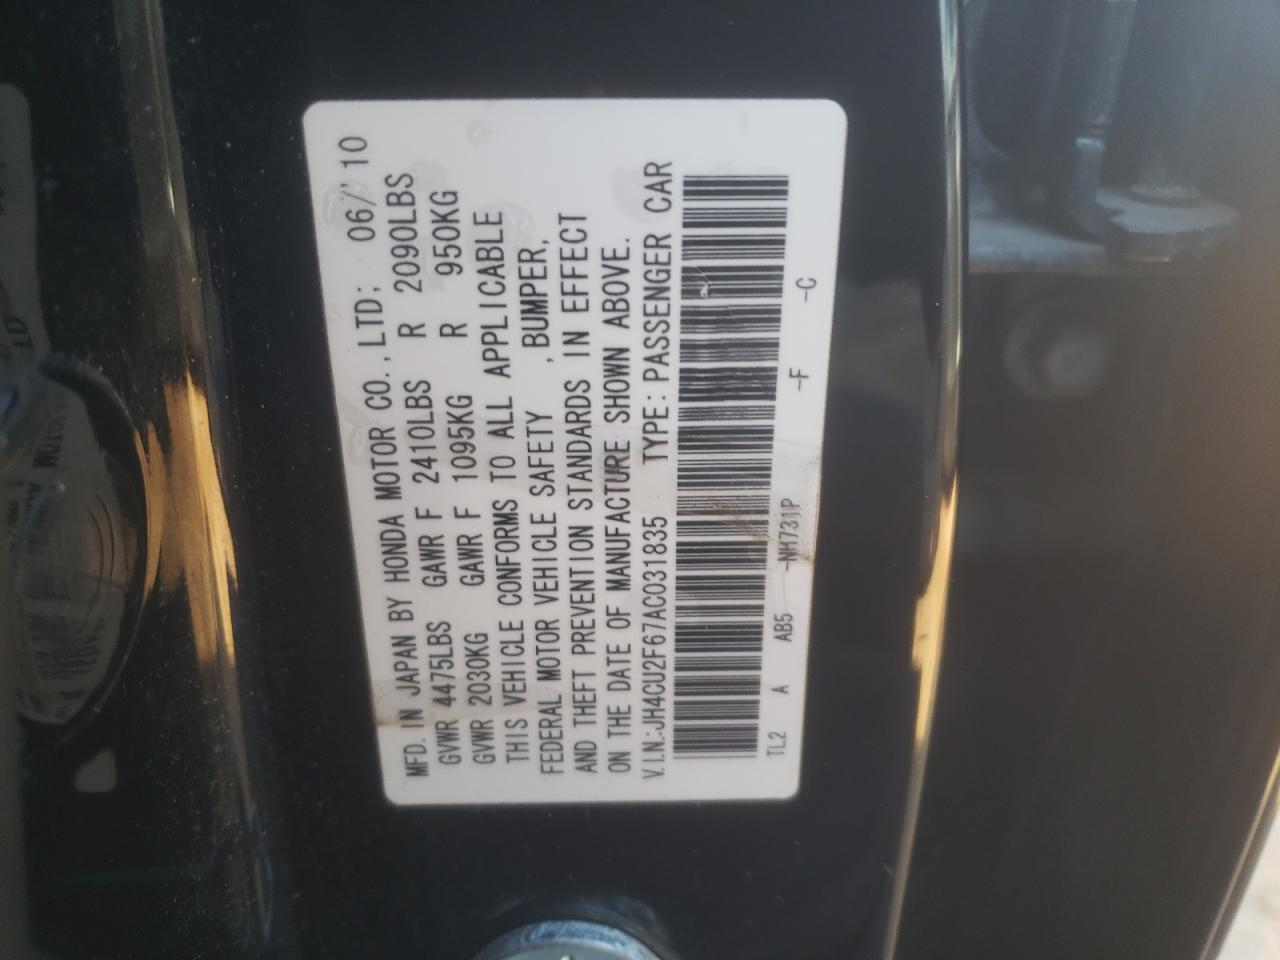 MFD. IN JAPAN BY HONDA MOTOR CO., LTD; 06/'10
GVWR 4475LBS GAWR F 2410LBS R 2090LBS
GVWR 2030KG GAWR F 1095KG R 950KG
THIS VEHICLE CONFORMS TO ALL APPLICABLE
FEDERAL MOTOR VEHICLE SAFETY , BUMPER,
AND THEFT PREVENTION STANDARDS IN EFFECT
ON THE DATE OF MANUFACTURE SHOWN ABOVE.
V.I.N.:JH4CU2F67AC031835 TYPE: PASSENGER CAR
TL2 A AB5 -NH731P -F -C